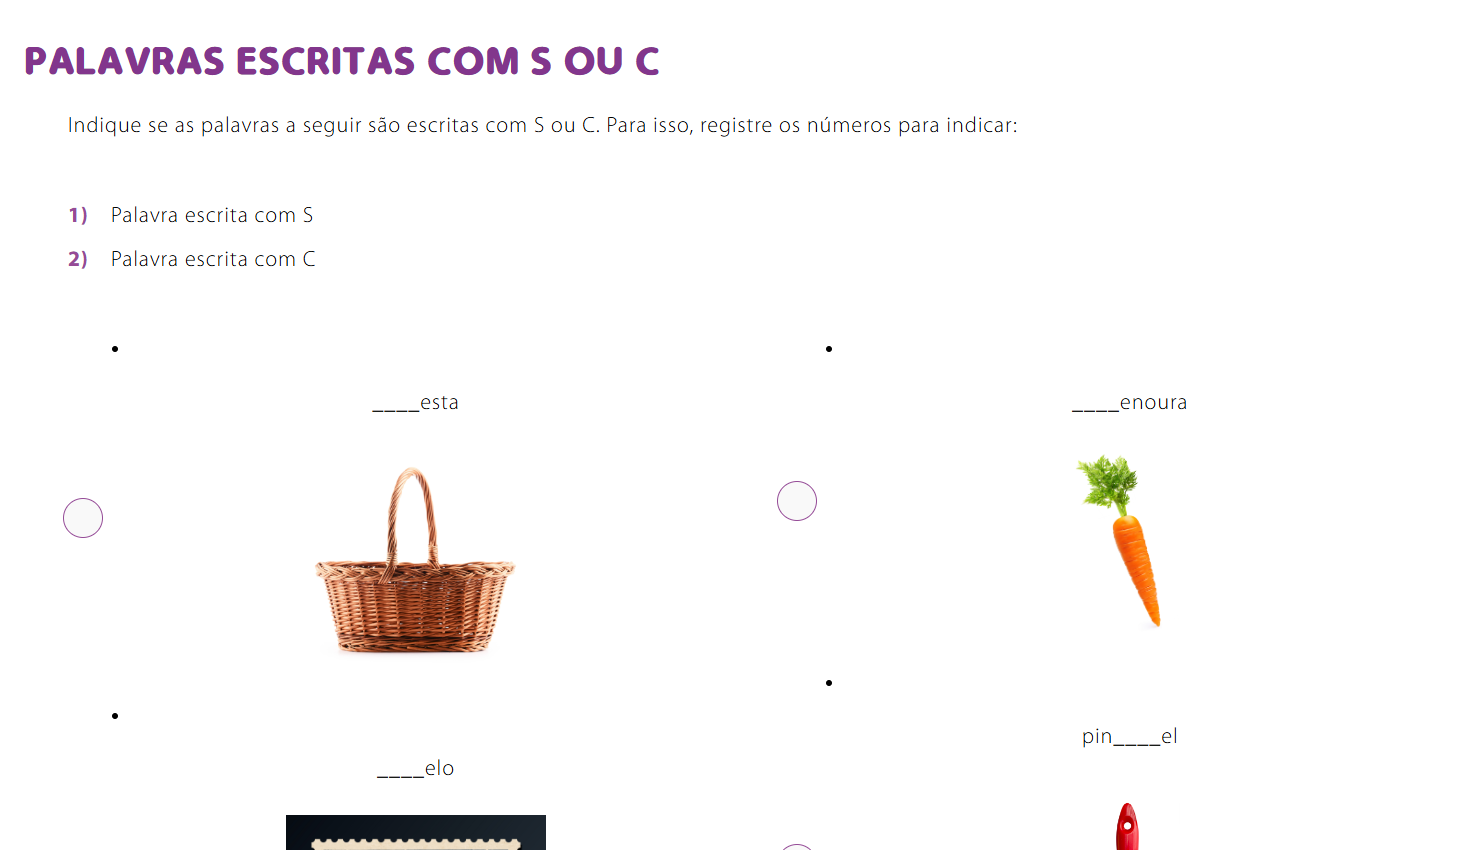 PALAVRAS ESCRITAS COM S OU C
Indique se as palavras a seguir são escritas com S ou C. Para isso, registre os números para indicar:
1) Palavra escrita com S
2) Palavra escrita com C
____esta
____enoura
pin____el
____elo